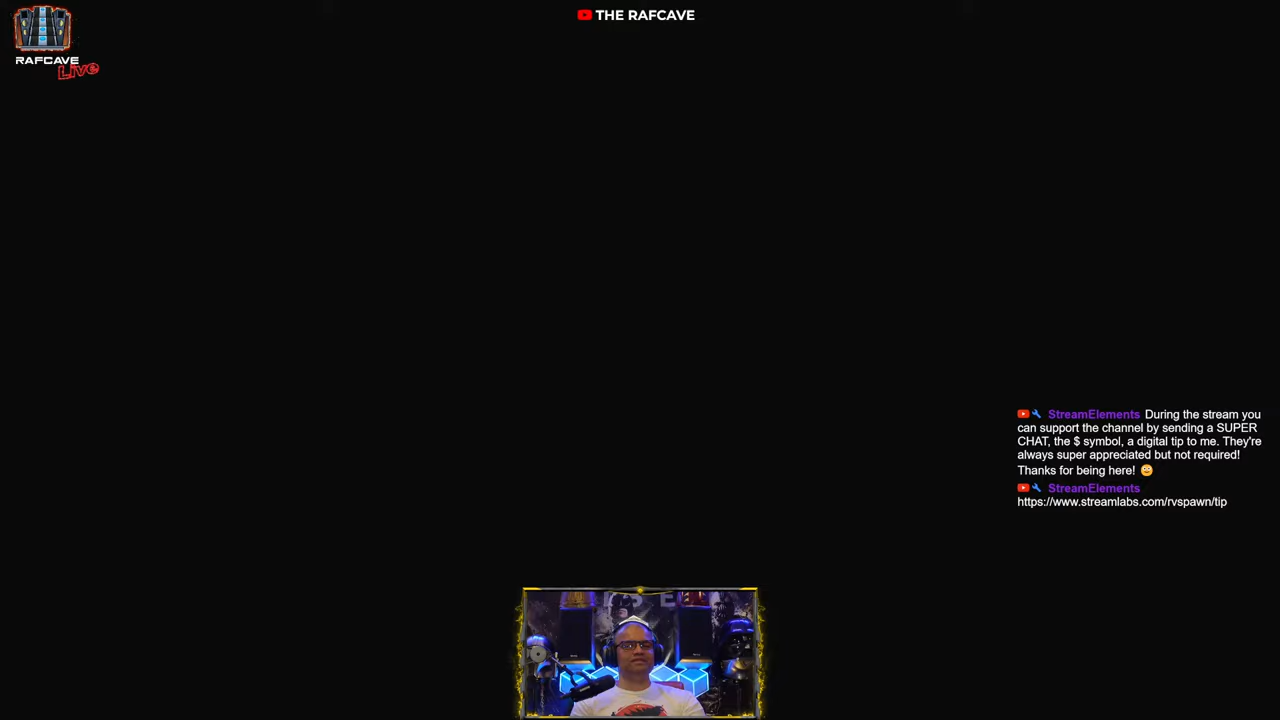 THE RAFCAVE
RAFCAVE
Live
StreamElements During the stream you
can support the channel by sending a SUPER
CHAT, the $ symbol, a digital tip to me. They're
always super appreciated but not required!
Thanks for being here!
StreamElements
https://www.streamlabs.com/rvspawn/tip